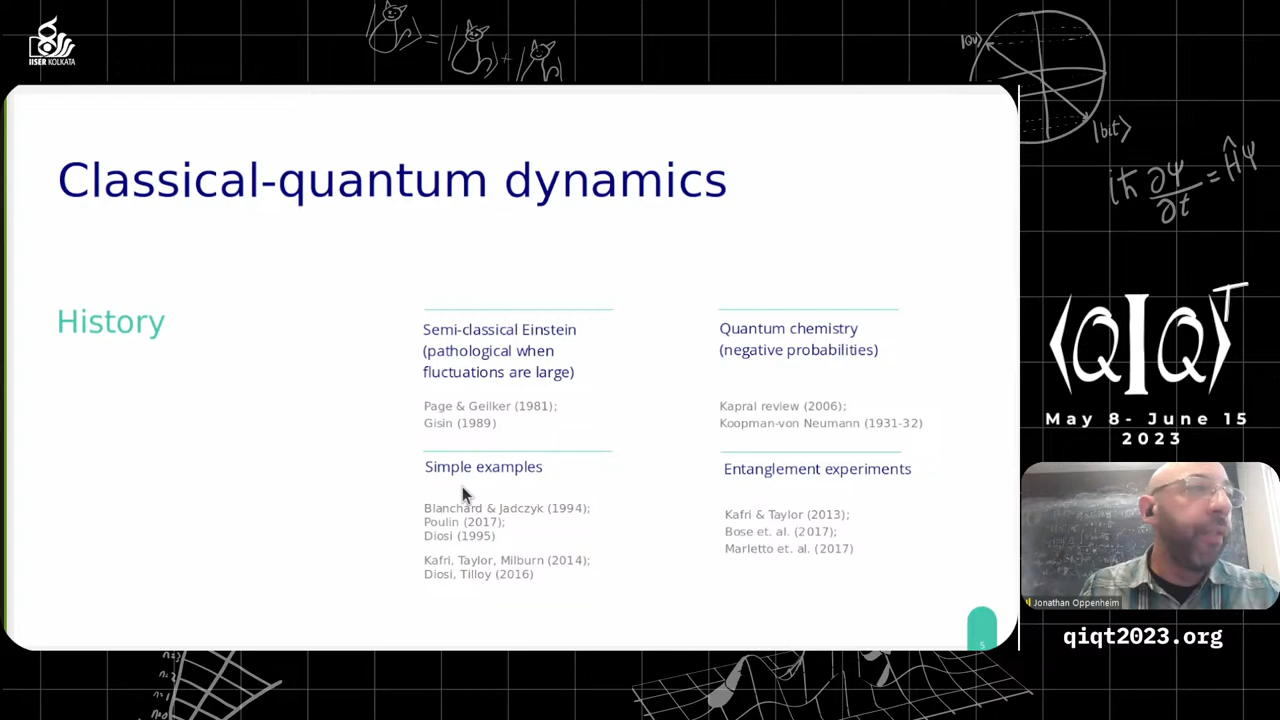 IISER KOLKATA
Classical-quantum dynamics
History
Semi-classical Einstein
(pathological when
fluctuations are large)
Page & Geilker (1981);
Gisin (1989)
Quantum chemistry
(negative probabilities)
Kapral review (2006);
Koopman-von Neumann (1931-32)
Simple examples
Blanchard & Jadczyk (1994);
Poulin (2017);
Diosi (1995)
Kafri, Taylor, Milburn (2014);
Diosi, Tilloy (2016)
Entanglement experiments
Kafri & Taylor (2013);
Bose et. al. (2017);
Marletto et. al. (2017)
5
|bit⟩
iħ ∂ψ/∂t = Ĥψ
⟨QIQ⟩T
May 8- June 15
2023
Jonathan Oppenheim
qiqt2023.org
n=2
n=1
n=0